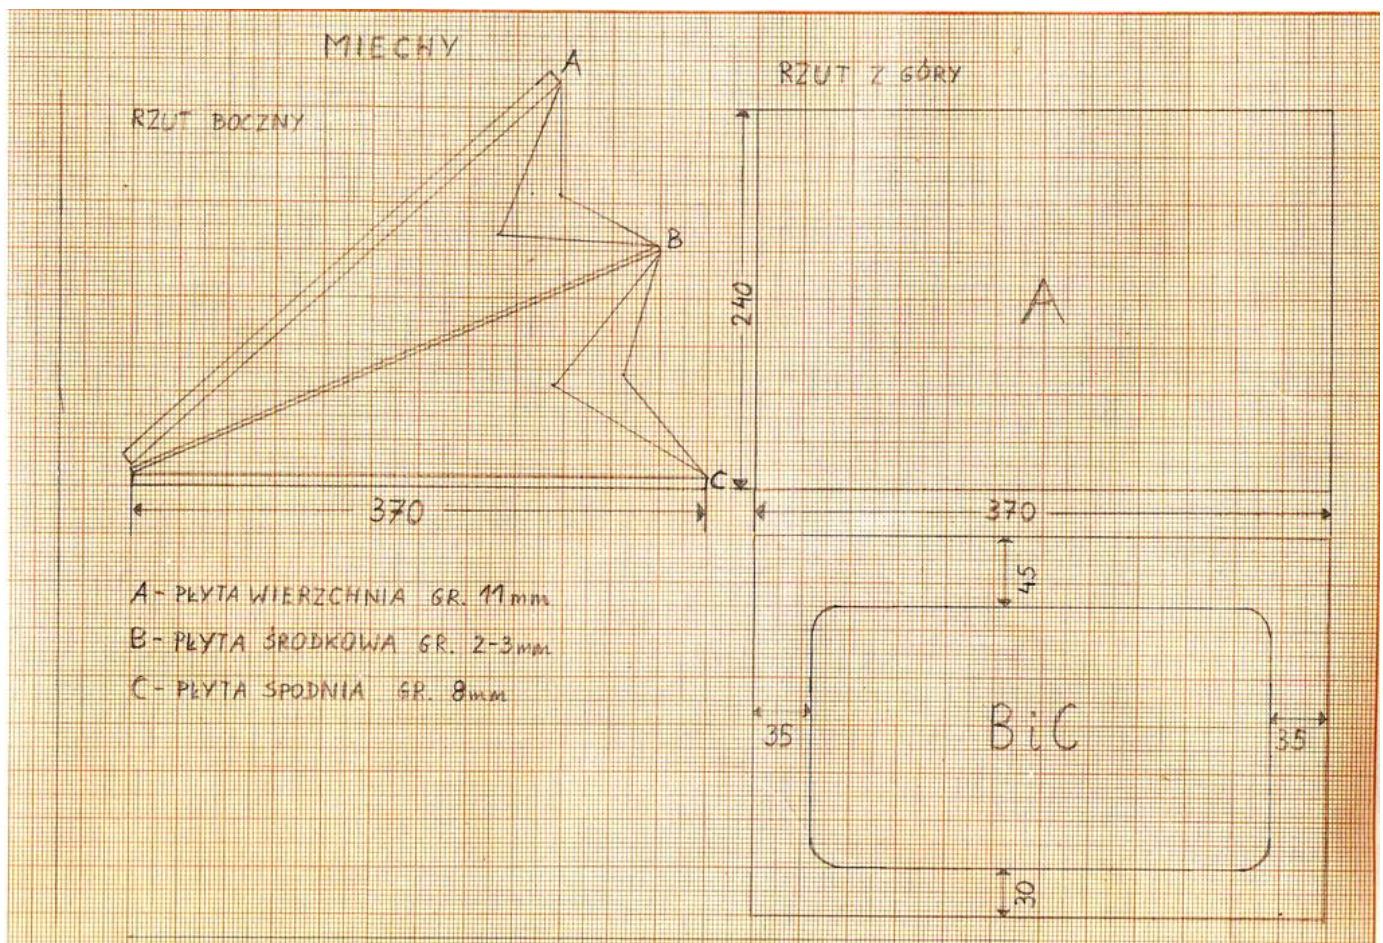 MIECHY
RZUT BOCZNY
A
B
C
370
A - PŁYTA WIERZCHNIA GR. 11mm
B - PŁYTA ŚRODKOWA GR. 2-3mm
C - PŁYTA SPODNIA GR. 8mm
RZUT Z GÓRY
240
A
370
45
35
B i C
35
30